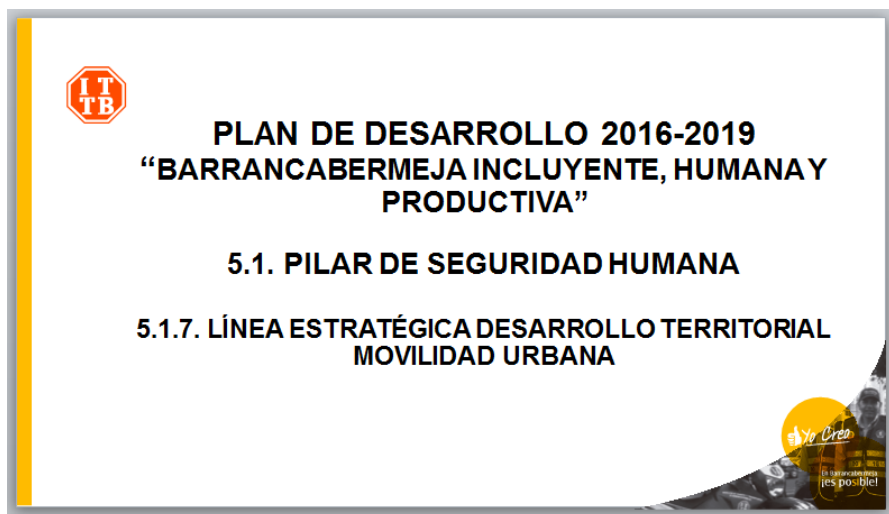 I T
T B
PLAN DE DESARROLLO 2016-2019
“BARRANCABERMEJA INCLUYENTE, HUMANA Y
PRODUCTIVA”
5.1. PILAR DE SEGURIDAD HUMANA
5.1.7. LÍNEA ESTRATÉGICA DESARROLLO TERRITORIAL
MOVILIDAD URBANA
Yo Creo
En Barrancabermeja
¡es posible!